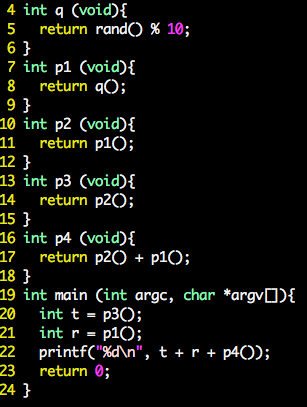 4 int q (void){
5   return rand() % 10;
6 }
7 int p1 (void){
8   return q();
9 }
10 int p2 (void){
11   return p1();
12 }
13 int p3 (void){
14   return p2();
15 }
16 int p4 (void){
17   return p2() + p1();
18 }
19 int main (int argc, char *argv[]){
20   int t = p3();
21   int r = p1();
22   printf("%d\n", t + r + p4());
23   return 0;
24 }